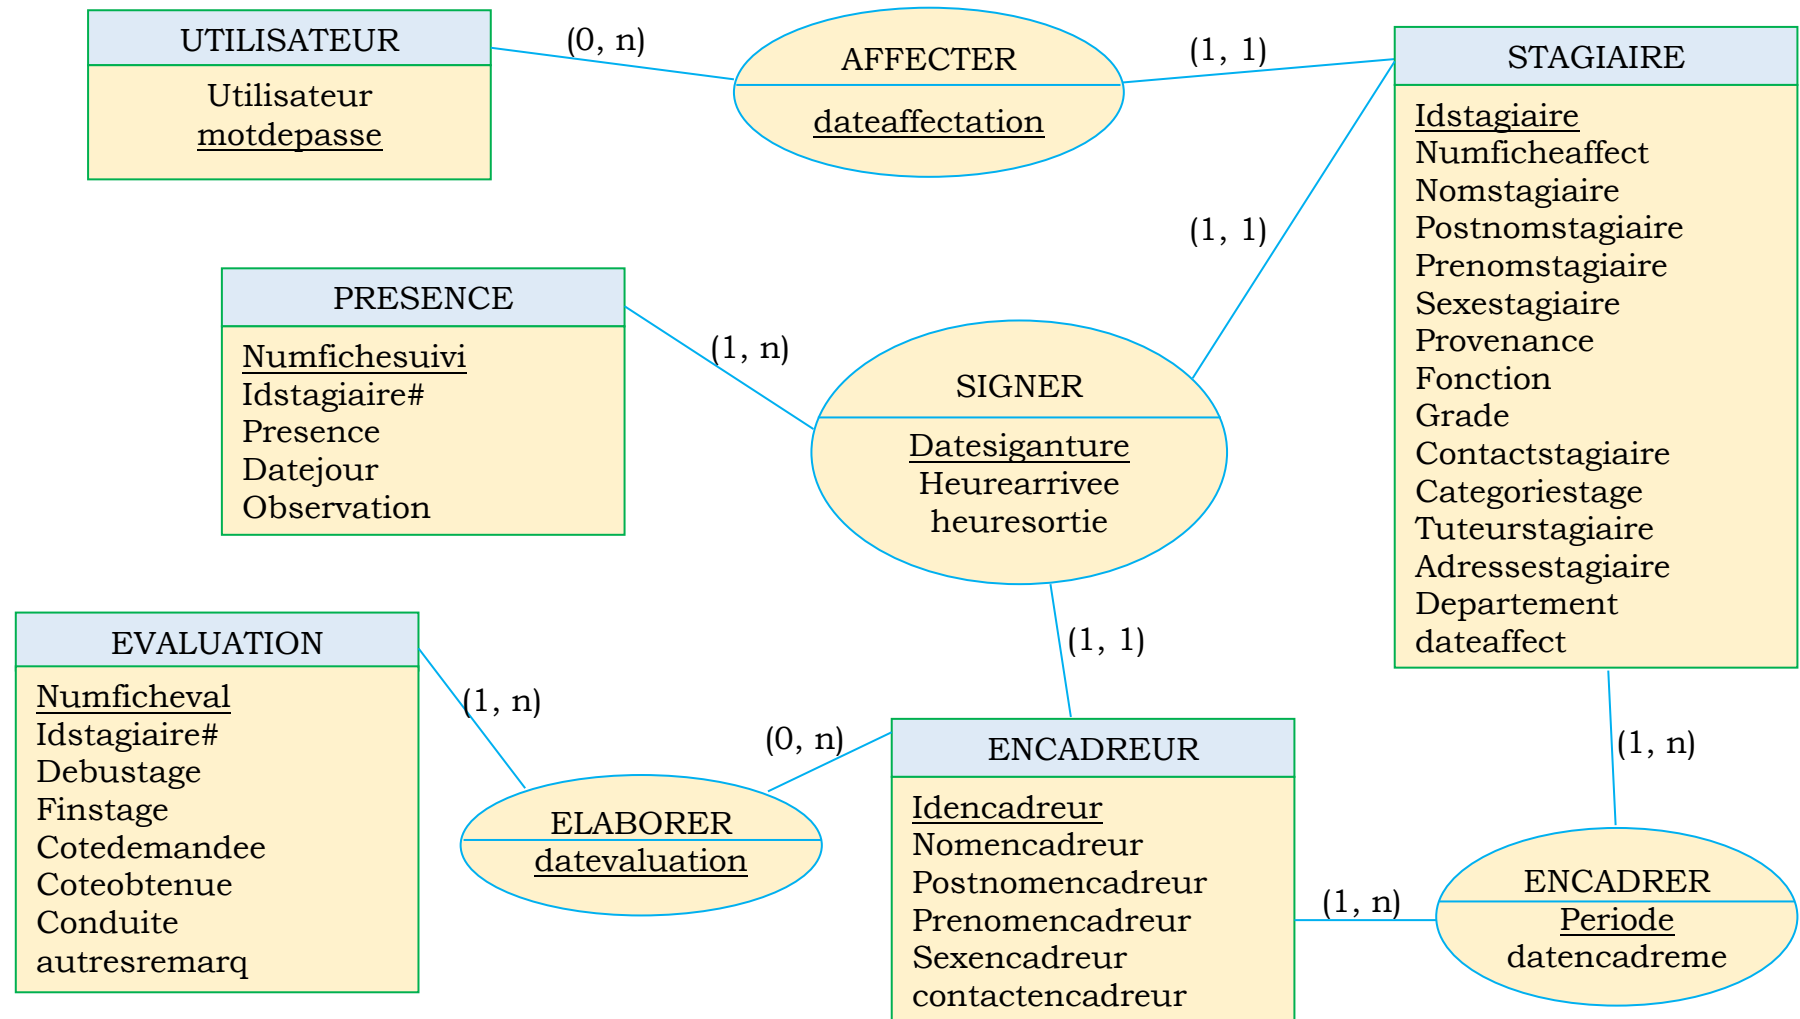 UTILISATEUR
Utilisateur
motdepasse
(0, n)
AFFECTER
dateaffectation
(1, 1)
STAGIAIRE
Idstagiaire
Numficheaffect
Nomstagiaire
Postnomstagiaire
Prenomstagiaire
Sexestagiaire
Provenance
Fonction
Grade
Contactstagiaire
Categoriestage
Tuteurstagiaire
Adressestagiaire
Departement
dateaffect
(1, 1)
PRESENCE
Numfichesuivi
Idstagiaire#
Presence
Datejour
Observation
(1, n)
SIGNER
Datesiganture
Heurearrivee
heuresortie
(1, 1)
EVALUATION
Numficheval
Idstagiaire#
Debustage
Finstage
Cotedemandee
Coteobtenue
Conduite
autresremarq
(1, n)
ELABORER
datevaluation
(0, n)
ENCADREUR
Idencadreur
Nomencadreur
Postnomencadreur
Prenomencadreur
Sexencadreur
contactencadreur
(1, n)
(1, n)
ENCADRER
Periode
datencadreme